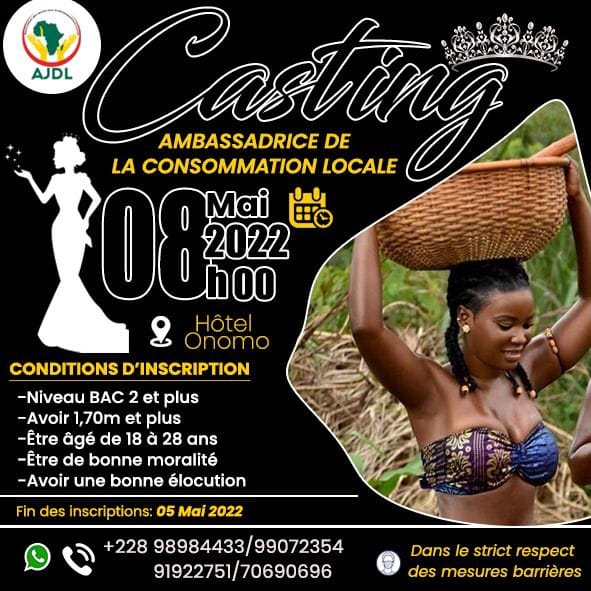 AJDL
Casting
AMBASSADRICE DE
LA CONSOMMATION LOCALE
08 Mai
2022
h 00
Hôtel
Onomo
CONDITIONS D'INSCRIPTION
-Niveau BAC 2 et plus
-Avoir 1,70m et plus
-Être âgé de 18 à 28 ans
-Être de bonne moralité
-Avoir une bonne élocution
Fin des inscriptions: 05 Mai 2022
+228 98984433/99072354
91922751/70690696
Dans le strict respect
des mesures barrières